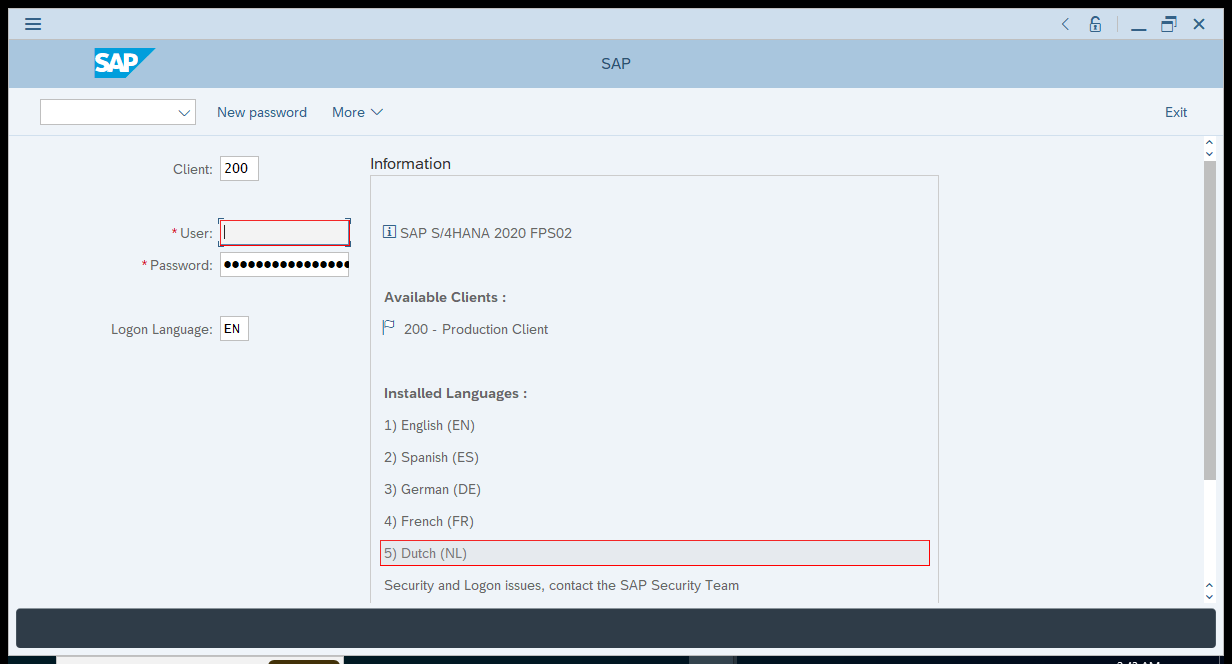 SAP
SAP
New password
More
Exit
Client: 200
Information
* User:
SAP S/4HANA 2020 FPS02
* Password:
Available Clients :
200 - Production Client
Logon Language: EN
Installed Languages :
1) English (EN)
2) Spanish (ES)
3) German (DE)
4) French (FR)
5) Dutch (NL)
Security and Logon issues, contact the SAP Security Team